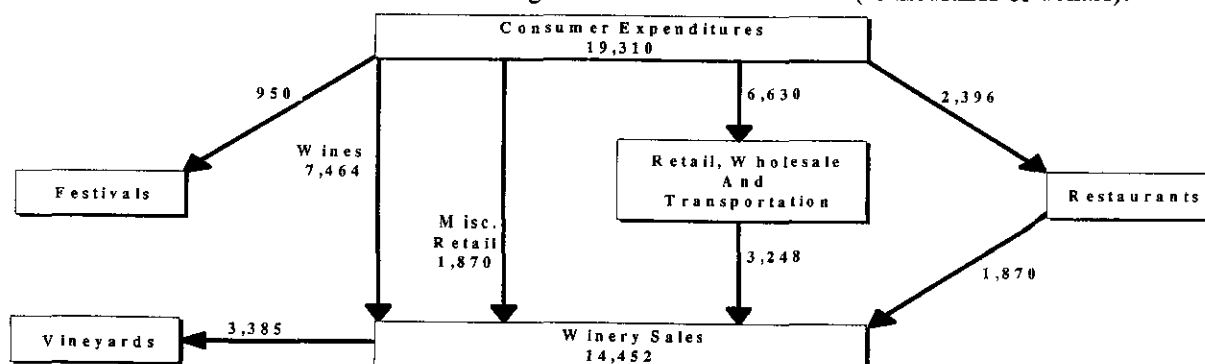 Consumer Expenditures
19,310
950
6,630
2,396
Wines
7,464
Retail, Wholesale
And
Transportation
Festivals
Restaurants
Misc.
Retail
1,870
3,248
1,870
3,385
Vineyards
Winery Sales
14,452